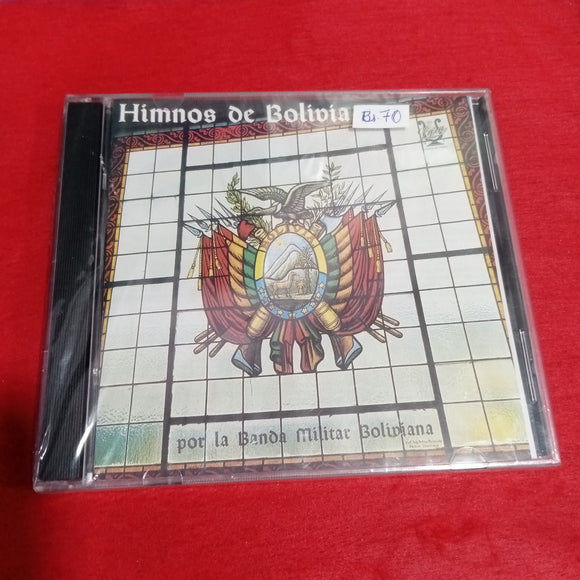 Himnos de Bolivia
Bs. 70
por la Banda Militar Boliviana